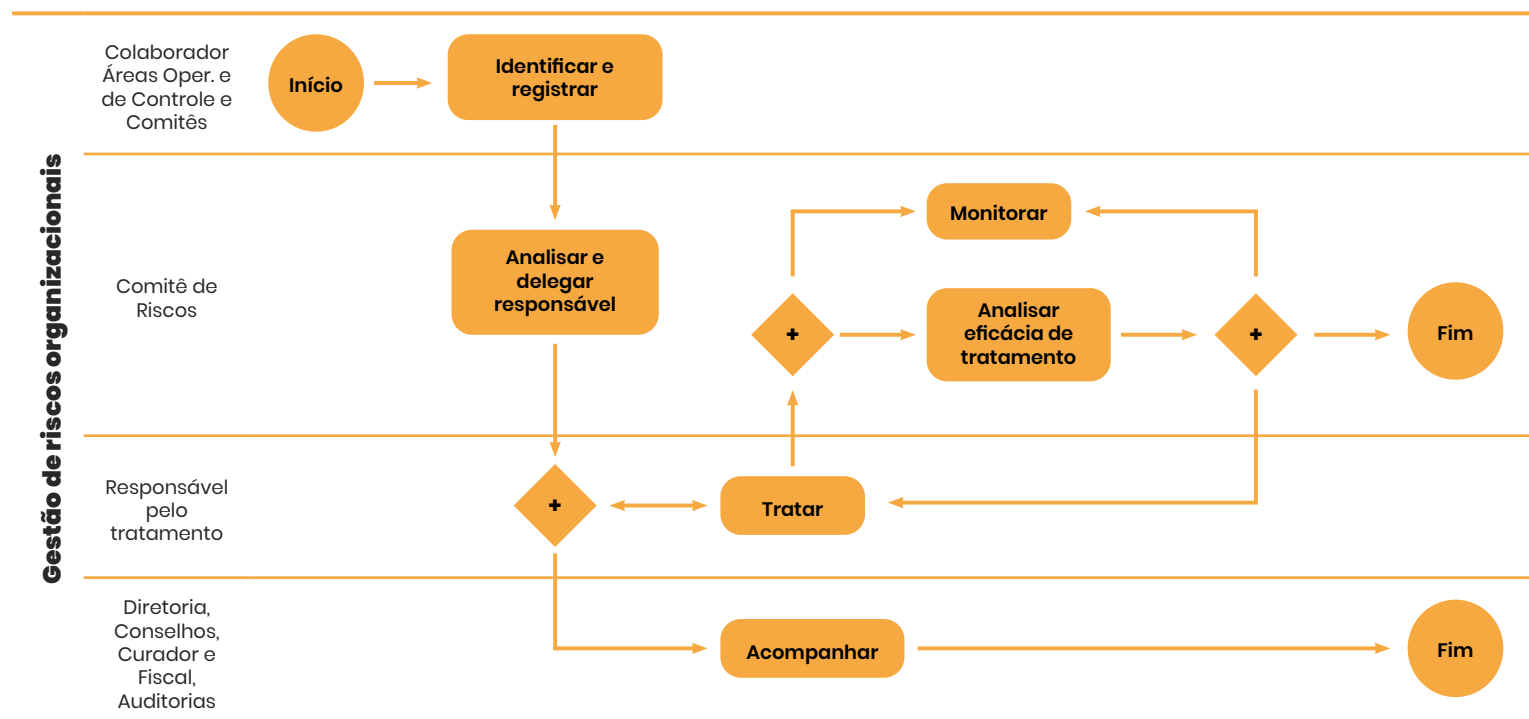 Gestão de riscos organizacionais
Colaborador
Áreas Oper. e
de Controle e
Comitês
Início
Identificar e
registrar
Comitê de
Riscos
Analisar e
delegar
responsável
Monitorar
+
Analisar
eficácia de
tratamento
+
Fim
Responsável
pelo
tratamento
+
Tratar
Diretoria,
Conselhos,
Curador e
Fiscal,
Auditorias
Acompanhar
Fim